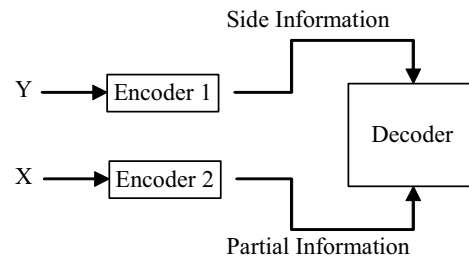 Side Information
Y
Encoder 1
Decoder
X
Encoder 2
Partial Information